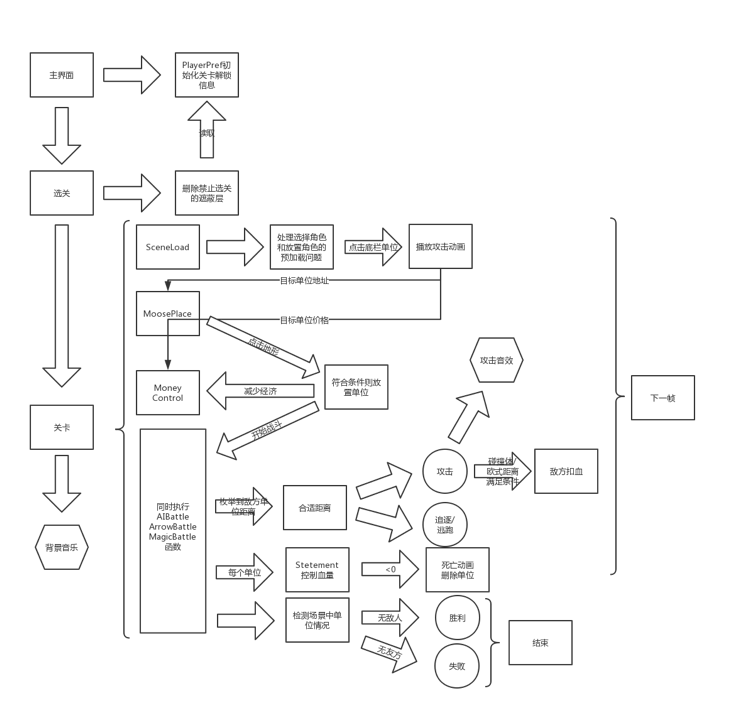 主界面
PlayerPref初
始化关卡解锁
信息
读取
选关
删除禁止选关
的遮蔽层
SceneLoad
处理选择角色
和放置角色的
预加载问题
点击底栏单位
播放攻击动画
目标单位地址
MoosePlace
目标单位价格
点击地形
攻击音效
Money
Control
减少经济
符合条件则放
置单位
下一帧
关卡
开始战斗
同时执行
AIBattle
ArrowBattle
MagicBattle
函数
枚举到敌方单
位距离
合适距离
攻击
碰撞体/
欧式距离
满足条件
敌方扣血
追逐/
逃跑
背景音乐
每个单位
Stetement
控制血量
<0
死亡动画
删除单位
检测场景中单
位情况
无敌人
胜利
无友方
失败
结束